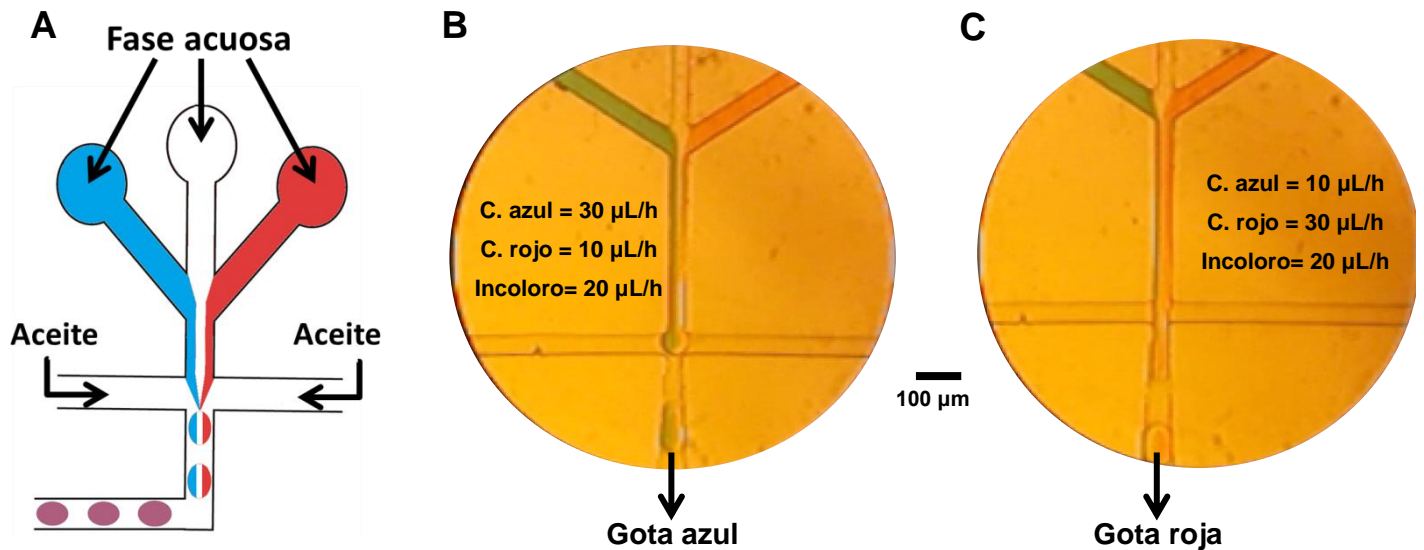 A
Fase acuosa
Aceite
Aceite
B
C. azul = 30 µL/h
C. rojo = 10 µL/h
Incoloro= 20 µL/h
Gota azul
100 µm
C
C. azul = 10 µL/h
C. rojo = 30 µL/h
Incoloro= 20 µL/h
Gota roja